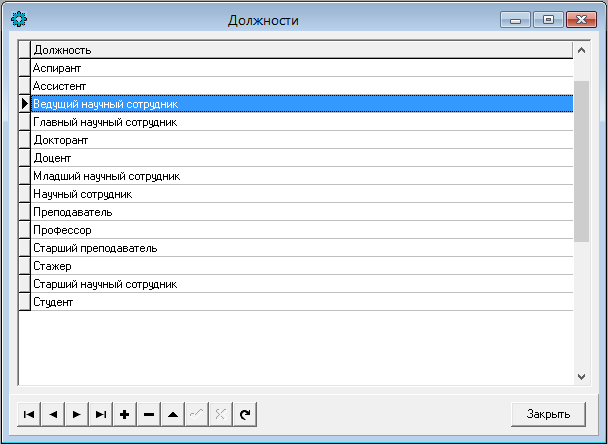 Должности
Должность
Аспирант
Ассистент
Ведущий научный сотрудник
Главный научный сотрудник
Докторант
Доцент
Младший научный сотрудник
Научный сотрудник
Преподаватель
Профессор
Старший преподаватель
Стажер
Старший научный сотрудник
Студент
Закрыть